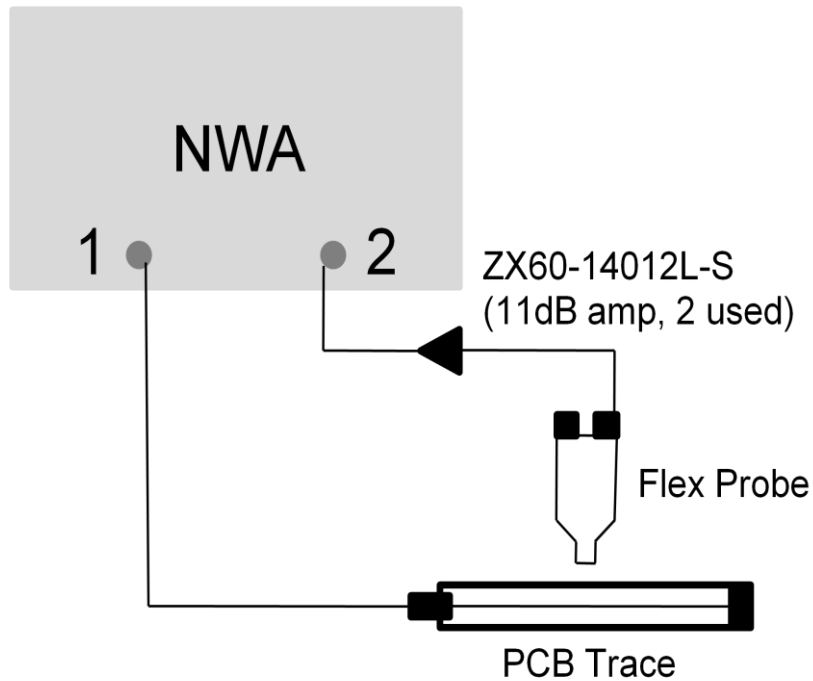 NWA
1
2
ZX60-14012L-S
(11dB amp, 2 used)
Flex Probe
PCB Trace